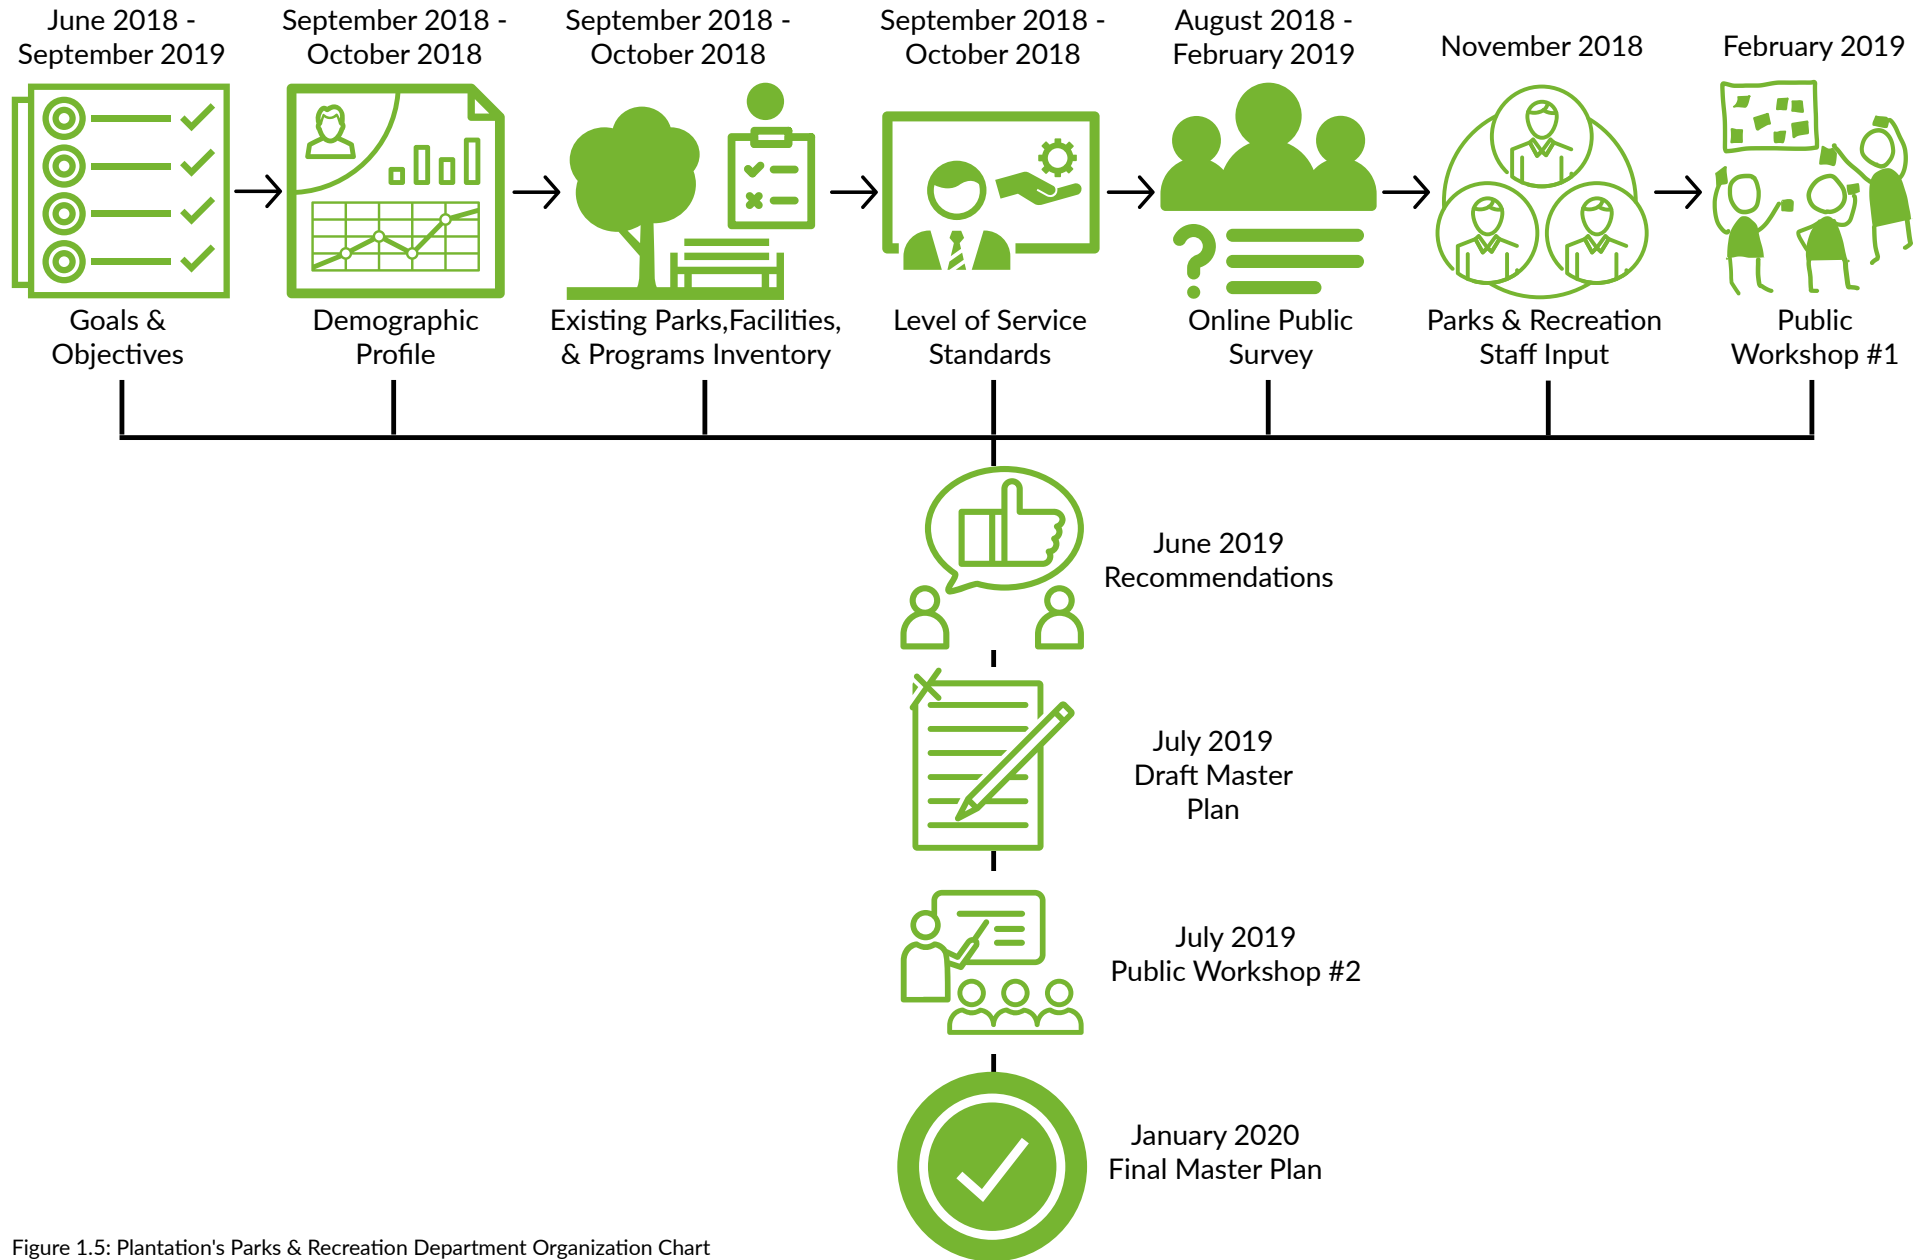 June 2018 -
September 2019
September 2018 -
October 2018
September 2018 -
October 2018
September 2018 -
October 2018
August 2018 -
February 2019
November 2018
February 2019
Goals &
Objectives
Demographic
Profile
Existing Parks,Facilities,
& Programs Inventory
Level of Service
Standards
Online Public
Survey
Parks & Recreation
Staff Input
Public
Workshop #1
?
June 2019
Recommendations
July 2019
Draft Master
Plan
July 2019
Public Workshop #2
January 2020
Final Master Plan
Figure 1.5: Plantation's Parks & Recreation Department Organization Chart